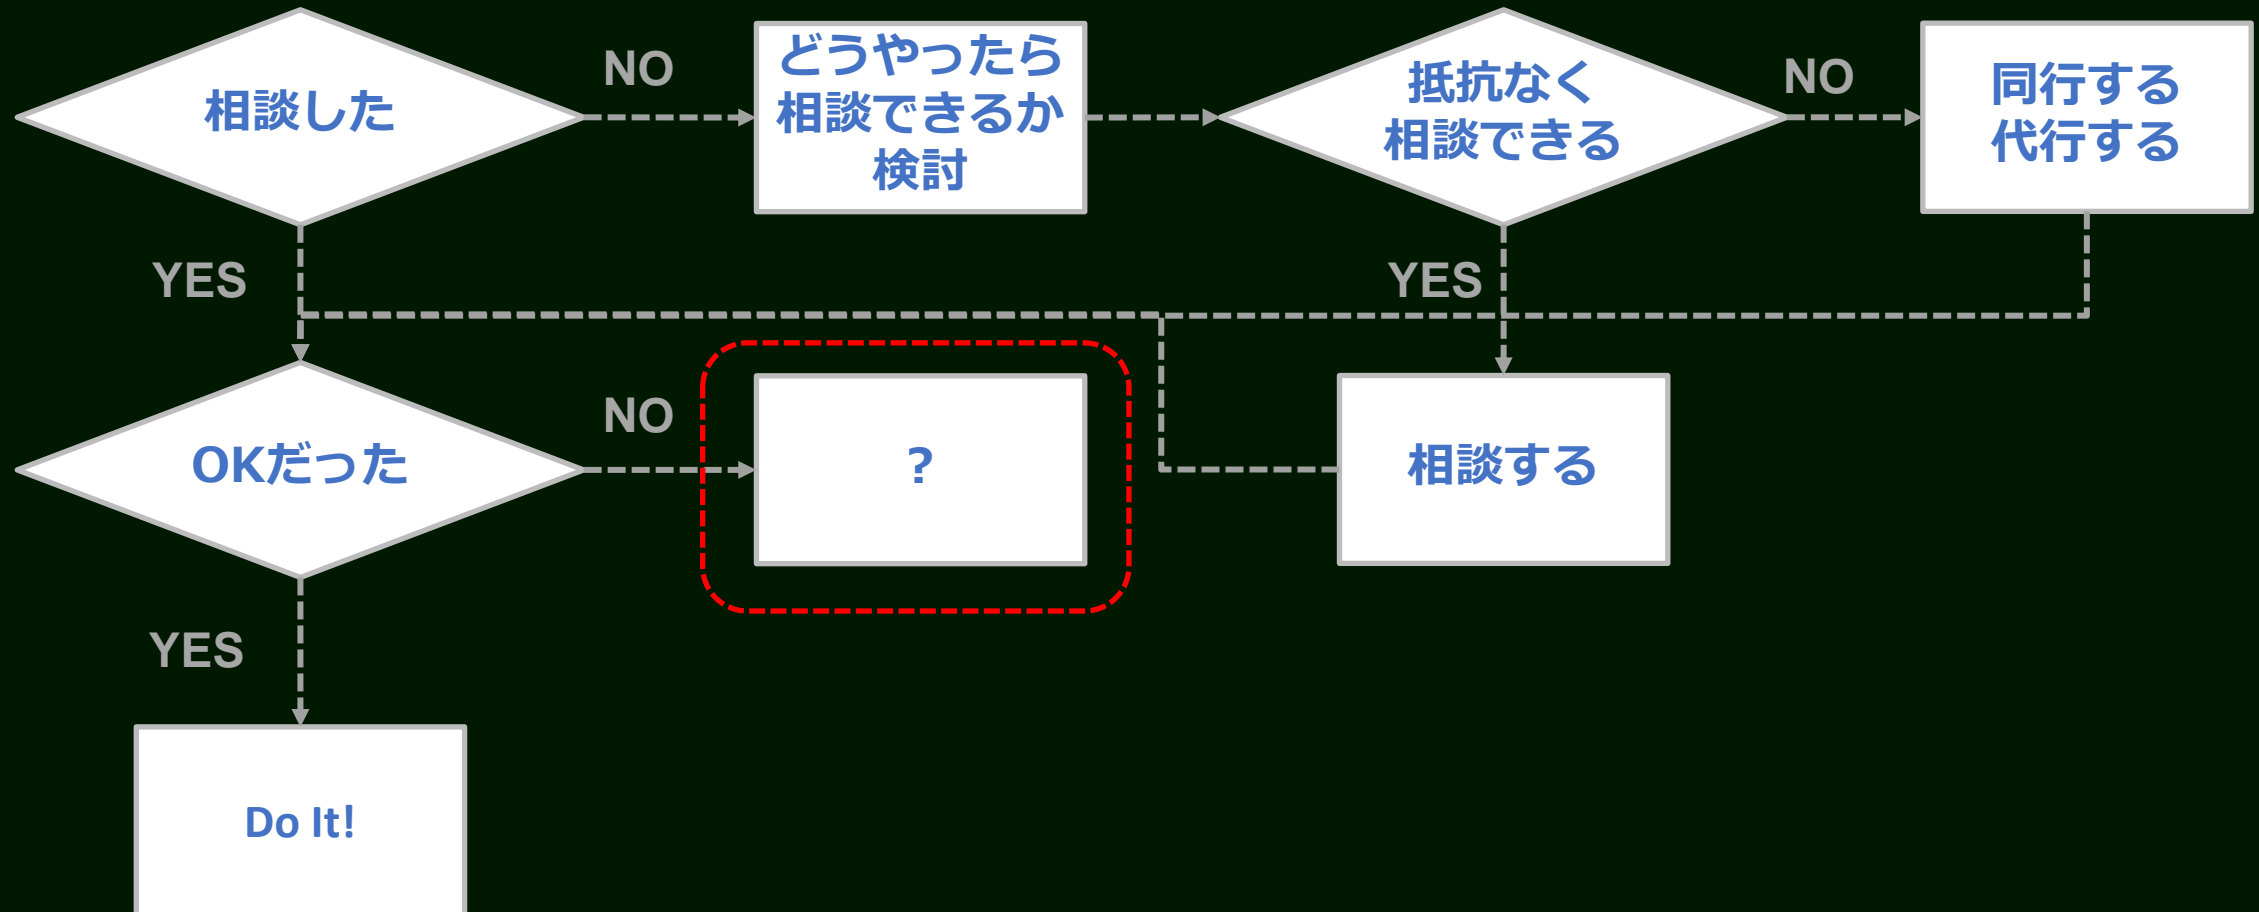 相談した
NO
どうやったら
相談できるか
検討
抵抗なく
相談できる
NO
同行する
代行する
YES
YES
OKだった
NO
?
相談する
YES
Do It!